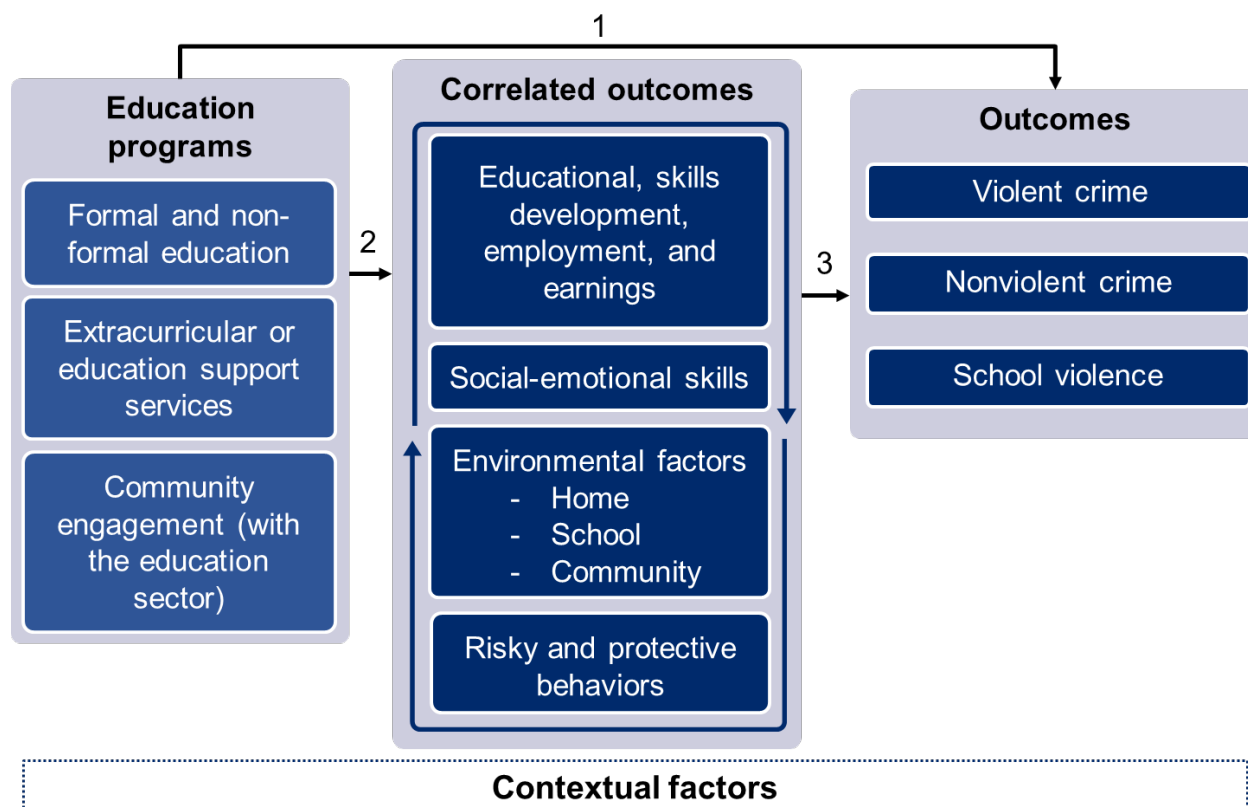 1
Education
programs
Formal and non-
formal education
Extracurricular or
education support
services
Community
engagement (with
the education
sector)
2
Correlated outcomes
Educational, skills
development,
employment, and
earnings
Social-emotional skills
Environmental factors
- Home
- School
- Community
Risky and protective
behaviors
3
Outcomes
Violent crime
Nonviolent crime
School violence
Contextual factors